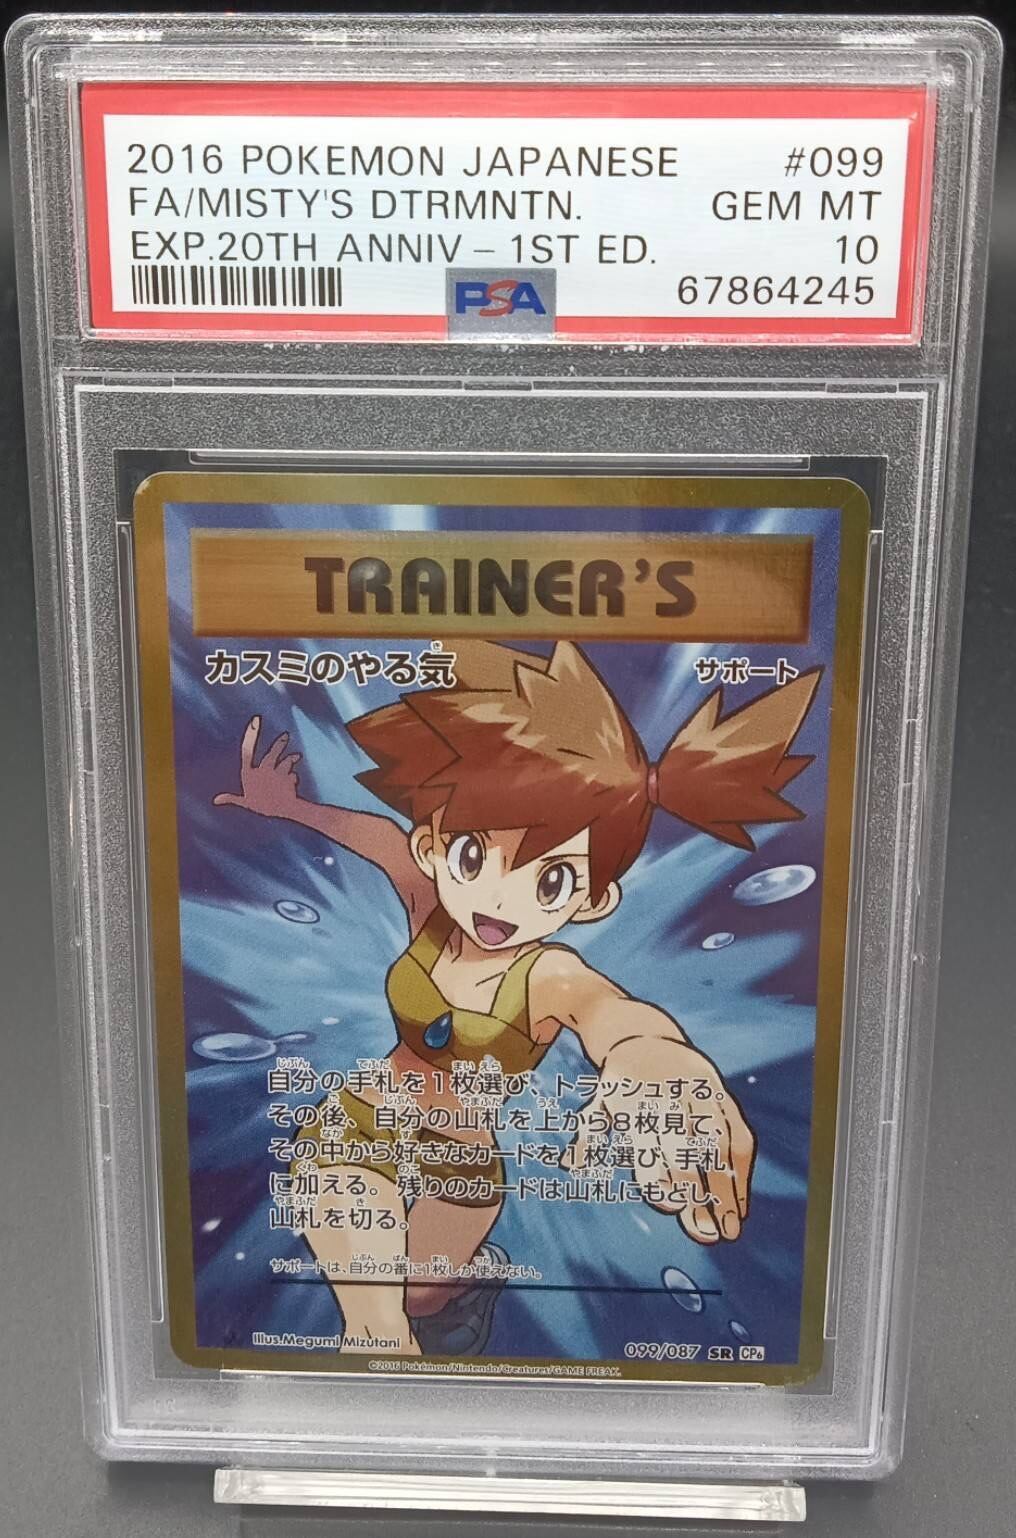 2016 POKEMON JAPANESE #099
FA/MISTY'S DTRMNTN. GEM MT
EXP.20TH ANNIV - 1ST ED. 10
PSA 67864245
TRAINER'S
カスミのやる気 サポート
自分の手札を1枚選び、トラッシュする。
その後、自分の山札を上から8枚見て、
その中から好きなカードを1枚選び、手札
に加える。残りのカードは山札にもどし、
山札を切る。
サポートは、自分の番に1枚しか使えない。
Illus.Megumi Mizutani 099/087 SR CP6
©2016 Pokémon/Nintendo/Creatures/GAME FREAK.